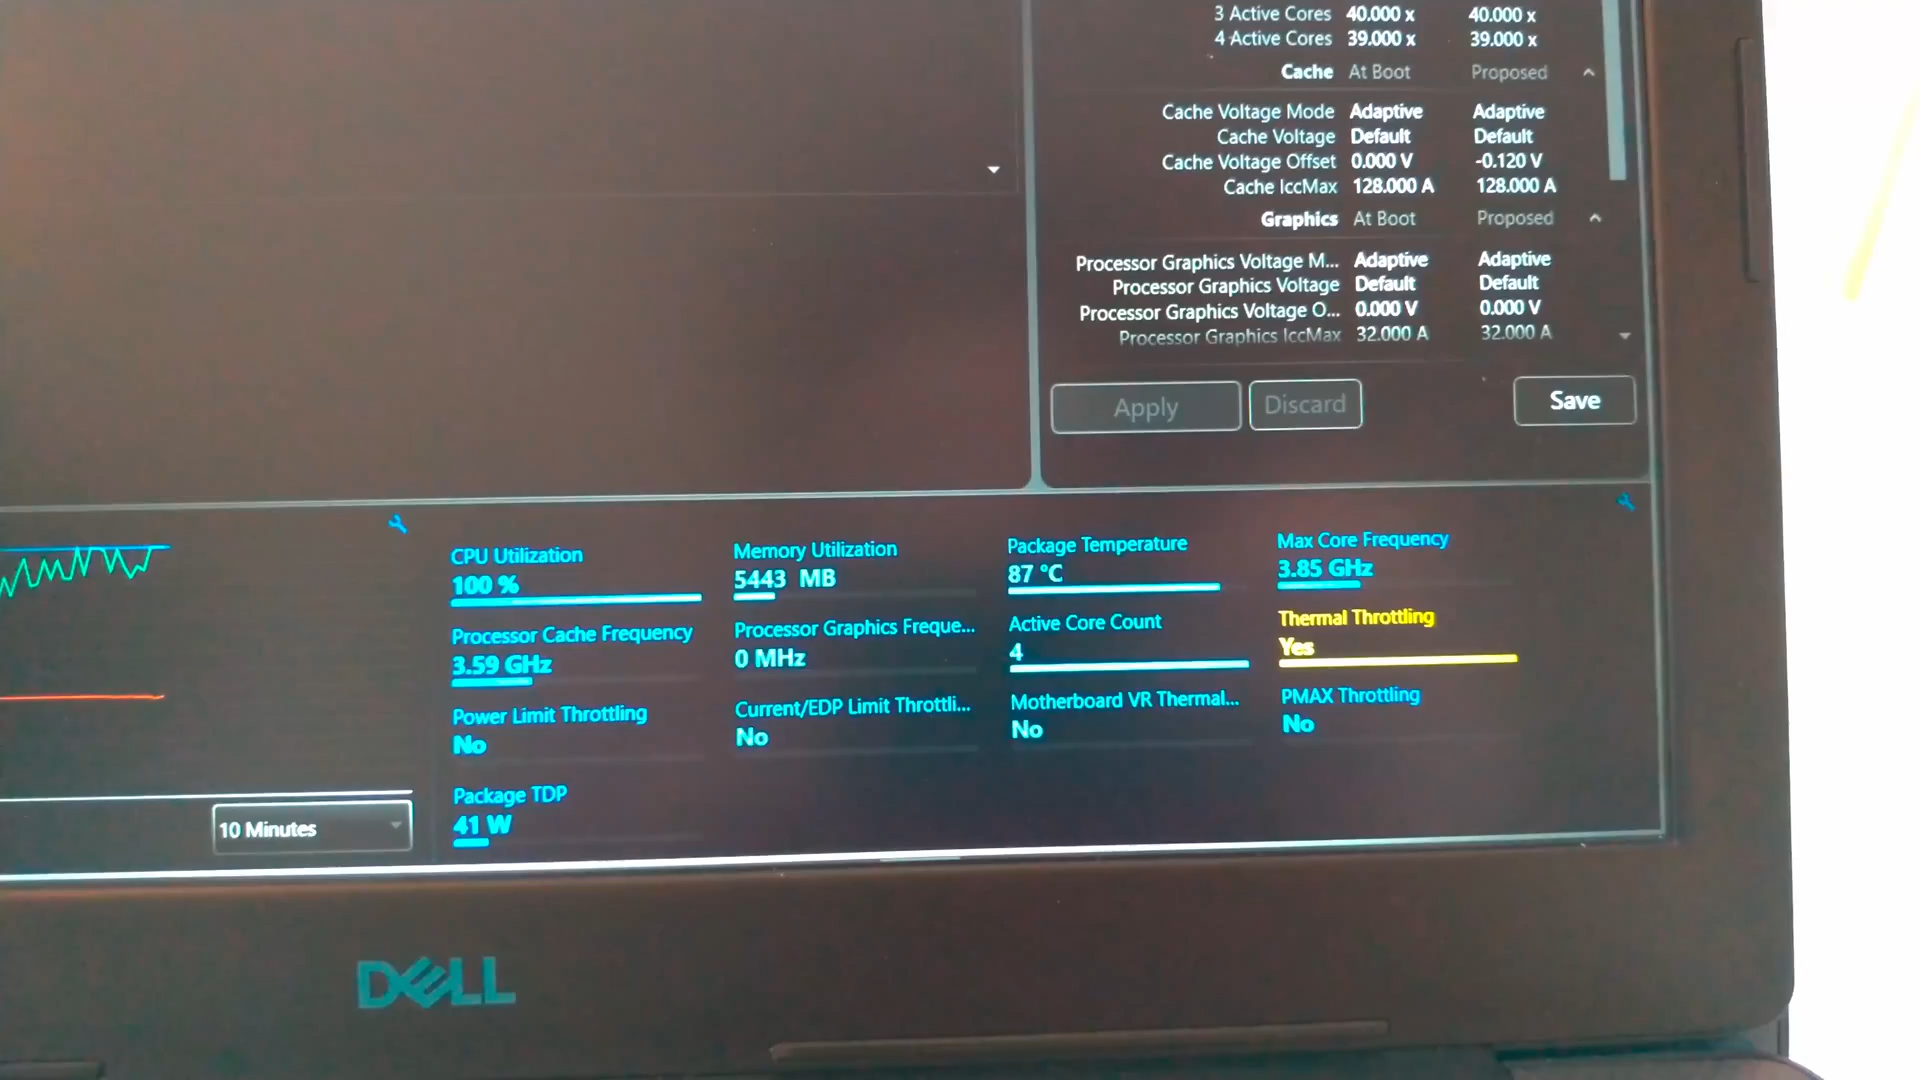 3 Active Cores 40.000 x 40.000 x
4 Active Cores 39.000 x 39.000 x
Cache At Boot Proposed
Cache Voltage Mode Adaptive Adaptive
Cache Voltage Default Default
Cache Voltage Offset 0.000 V -0.120 V
Cache IccMax 128.000 A 128.000 A
Graphics At Boot Proposed
Processor Graphics Voltage M... Adaptive Adaptive
Processor Graphics Voltage Default Default
Processor Graphics Voltage O... 0.000 V 0.000 V
Processor Graphics IccMax 32.000 A 32.000 A
Apply Discard Save
CPU Utilization
100 %
Memory Utilization
5443 MB
Package Temperature
87 °C
Max Core Frequency
3.85 GHz
Processor Cache Frequency
3.59 GHz
Processor Graphics Freque...
0 MHz
Active Core Count
4
Thermal Throttling
Yes
Power Limit Throttling
No
Current/EDP Limit Throttli...
No
Motherboard VR Thermal...
No
PMAX Throttling
No
Package TDP
41 W
10 Minutes
DELL